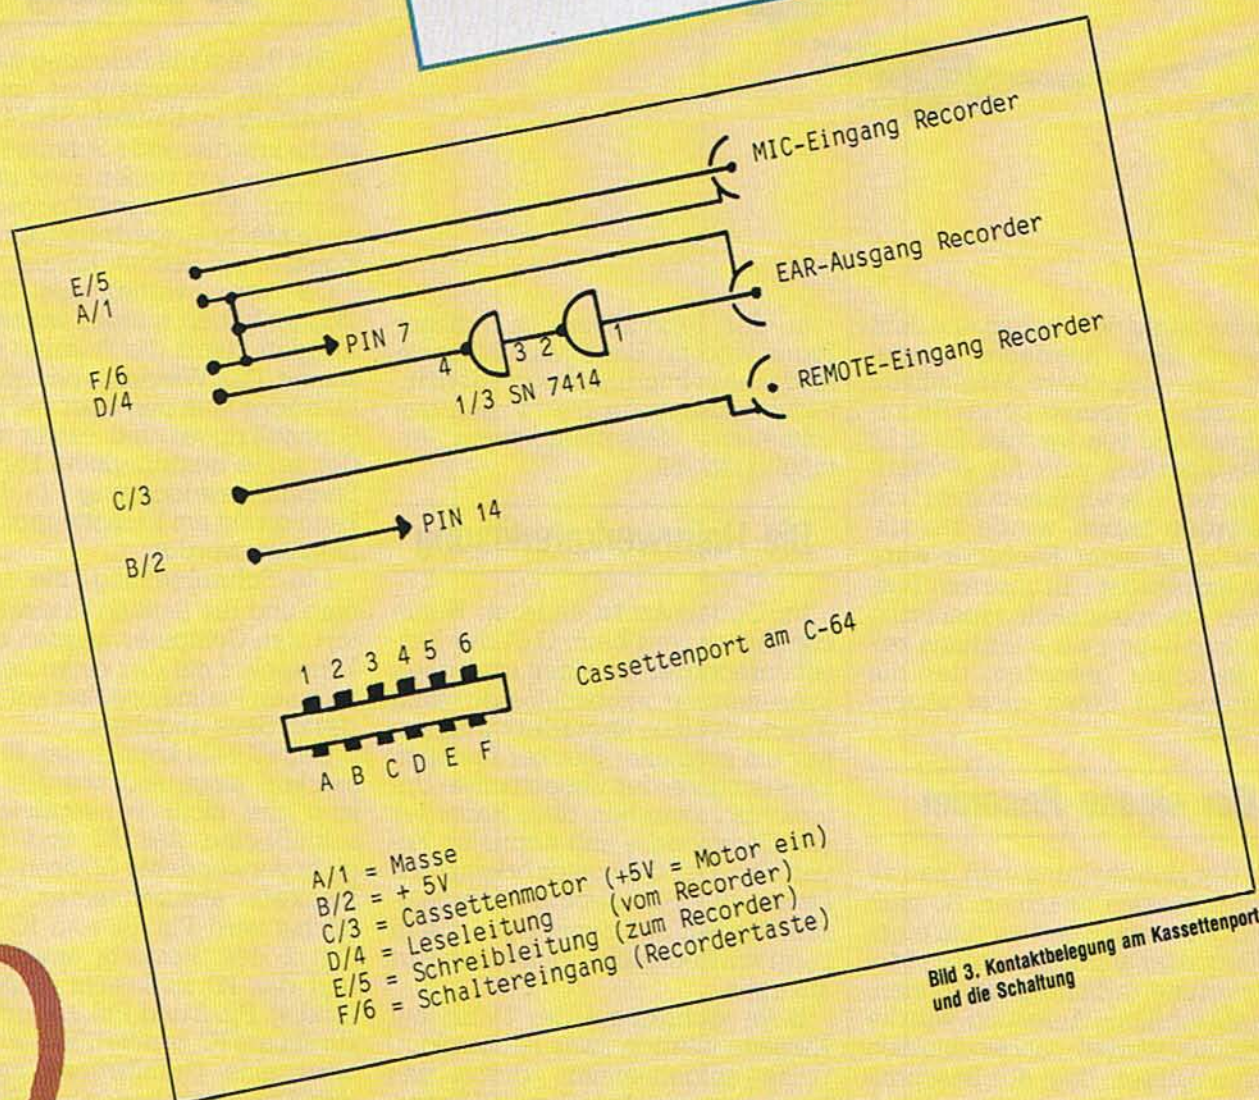 MIC-Eingang Recorder
E/5
A/1
EAR-Ausgang Recorder
PIN 7
F/6
D/4
4
3
2
1
1/3 SN 7414
REMOTE-Eingang Recorder
C/3
PIN 14
B/2
1 2 3 4 5 6
Cassettenport am C-64
A B C D E F
A/1 = Masse
B/2 = + 5V
C/3 = Cassettenmotor (+5V = Motor ein)
D/4 = Leseleitung (vom Recorder)
E/5 = Schreibleitung (zum Recorder)
F/6 = Schaltereingang (Recordertaste)
Bild 3. Kontaktbelegung am Kassettenport
und die Schaltung